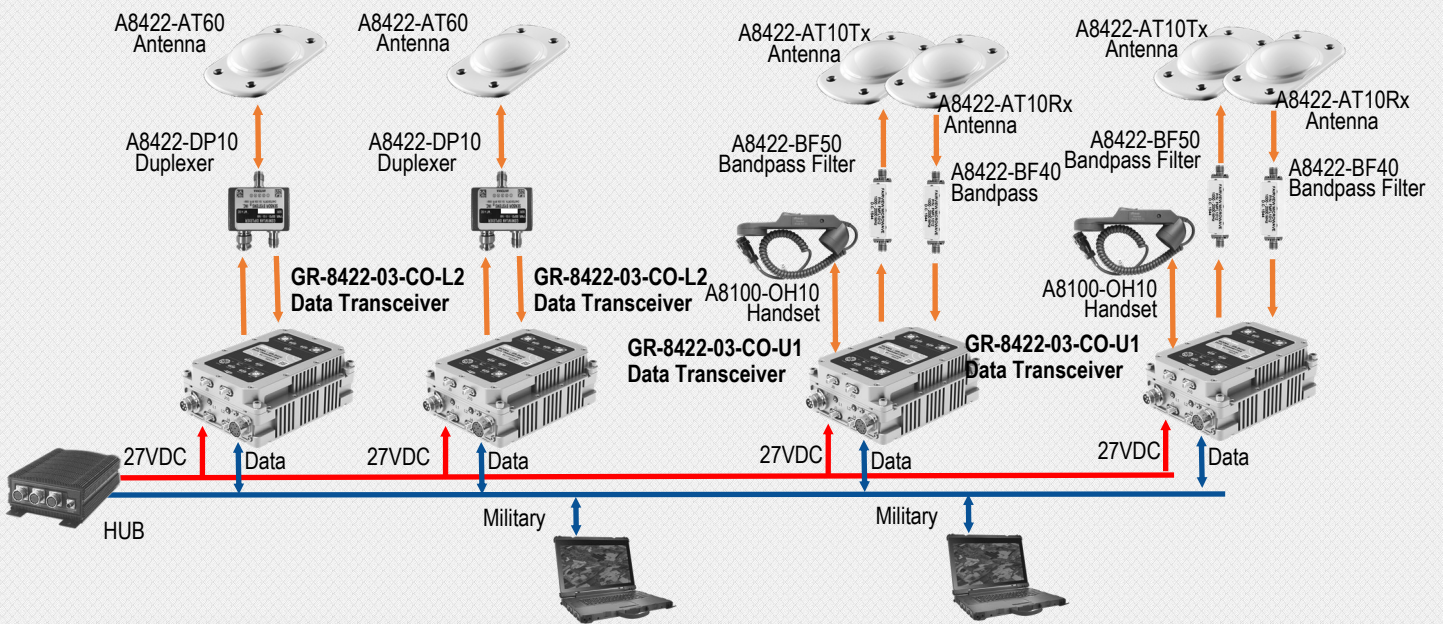 A8422-AT60
Antenna
A8422-AT60
Antenna
A8422-AT10Tx
Antenna
A8422-AT10Tx
Antenna
A8422-AT10Rx
Antenna
A8422-AT10Rx
Antenna
A8422-DP10
Duplexer
A8422-DP10
Duplexer
A8422-BF50
Bandpass Filter
A8422-BF40
Bandpass
A8422-BF50
Bandpass Filter
A8422-BF40
Bandpass Filter
GR-8422-03-CO-L2
Data Transceiver
GR-8422-03-CO-L2
Data Transceiver
A8100-OH10
Handset
A8100-OH10
Handset
GR-8422-03-CO-U1
Data Transceiver
GR-8422-03-CO-U1
Data Transceiver
27VDC
Data
27VDC
Data
27VDC
Data
27VDC
Data
HUB
Military
Military